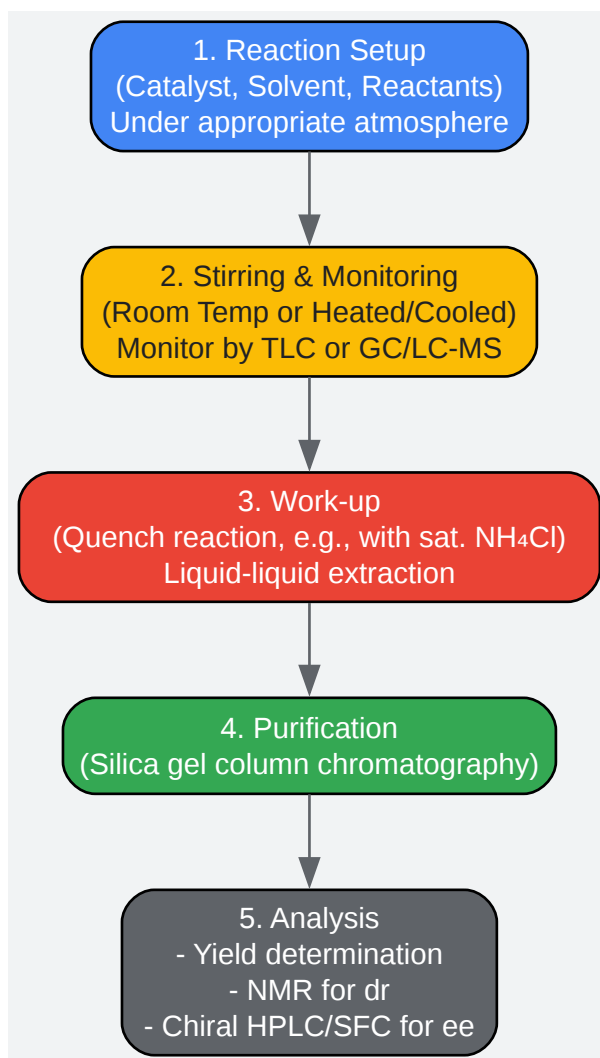 1. Reaction Setup
(Catalyst, Solvent, Reactants)
Under appropriate atmosphere
2. Stirring & Monitoring
(Room Temp or Heated/Cooled)
Monitor by TLC or GC/LC-MS
3. Work-up
(Quench reaction, e.g., with sat. NH₄Cl)
Liquid-liquid extraction
4. Purification
(Silica gel column chromatography)
5. Analysis
- Yield determination
- NMR for dr
- Chiral HPLC/SFC for ee